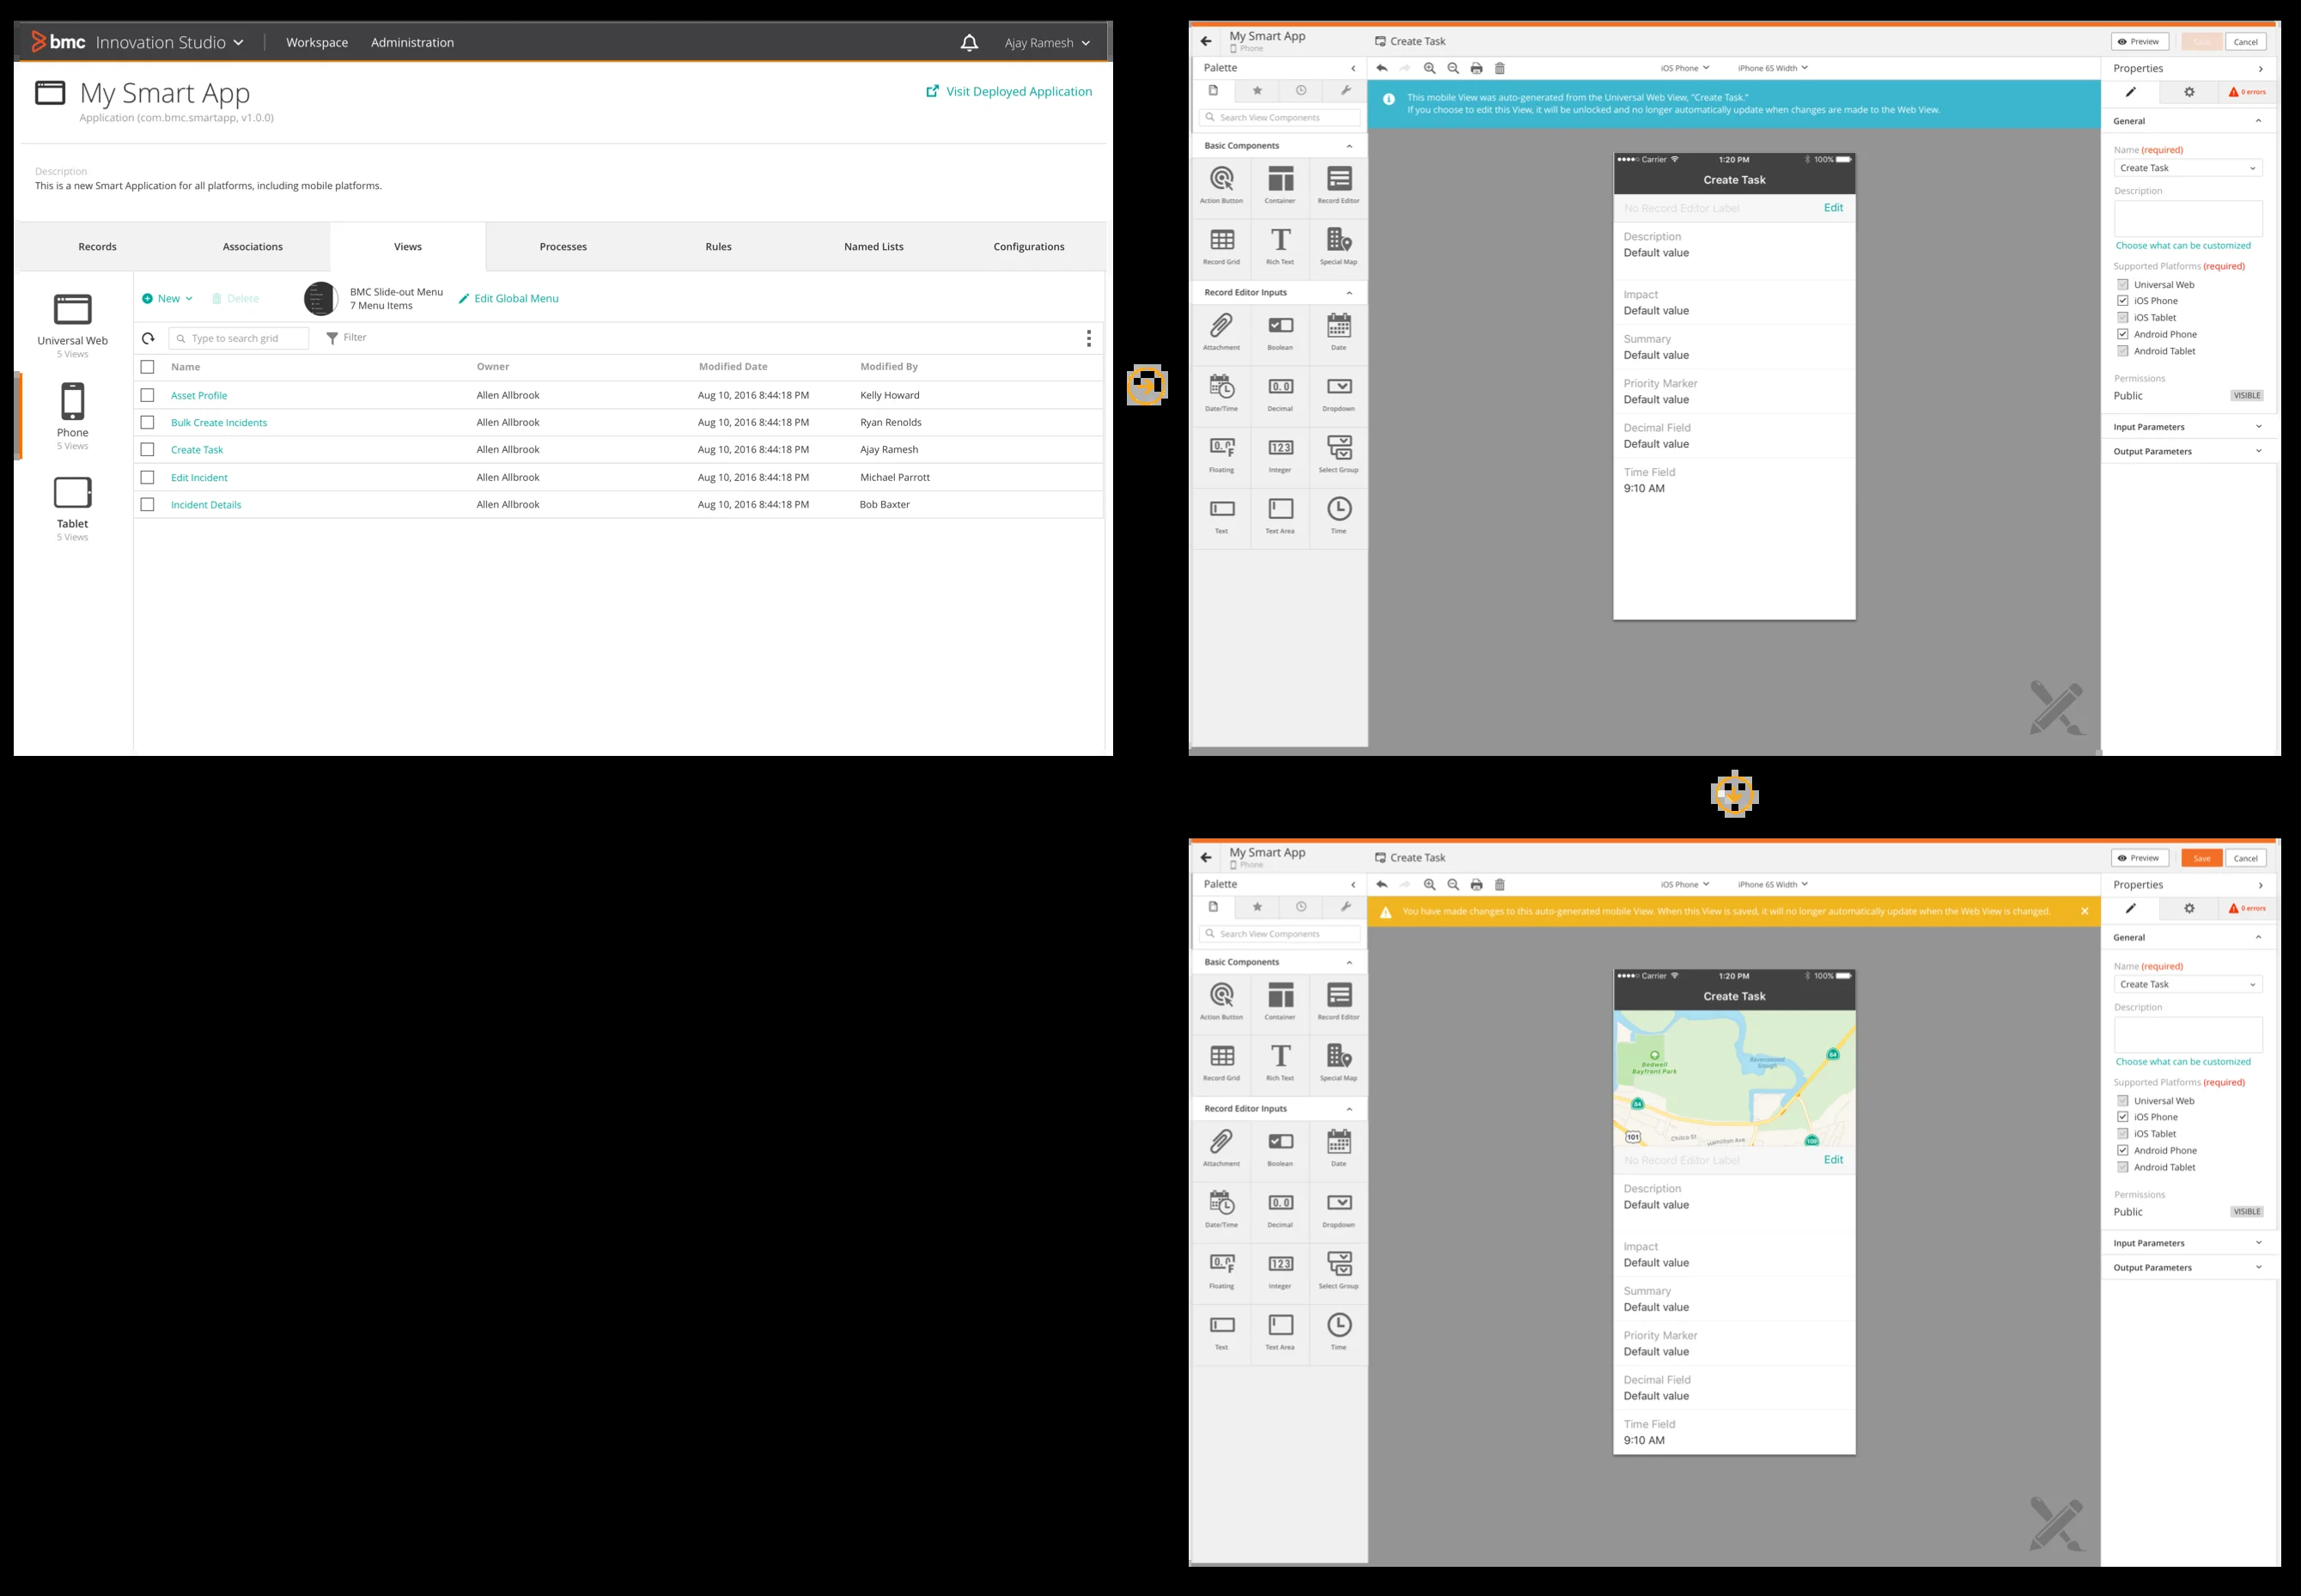 bmc Innovation Studio
Workspace
Administration
Ajay Ramesh
My Smart App
Application (com.bmc.smartapp, v1.0.0)
Visit Deployed Application
Description
This is a new Smart Application for all platforms, including mobile platforms.
Records
Associations
Views
Processes
Rules
Named Lists
Configurations
Universal Web
5 Views
Phone
5 Views
Tablet
5 Views
New
Delete
BMC Slide-out Menu
7 Menu Items
Edit Global Menu
Type to search grid
Filter
Name Owner Modified Date Modified By
Asset Profile Allen Allbrook Aug 10, 2016 8:44:18 PM Kelly Howard
Bulk Create Incidents Allen Allbrook Aug 10, 2016 8:44:18 PM Ryan Renolds
Create Task Allen Allbrook Aug 10, 2016 8:44:18 PM Ajay Ramesh
Edit Incident Allen Allbrook Aug 10, 2016 8:44:18 PM Michael Parrott
Incident Details Allen Allbrook Aug 10, 2016 8:44:18 PM Bob Baxter
My Smart App
Phone
Create Task
Preview
Save
Cancel
Palette
iOS Phone
iPhone 6S Width
Properties
0 errors
Search View Components
This mobile View was auto-generated from the Universal Web View, "Create Task."
If you choose to edit this View, it will be unlocked and no longer automatically update when changes are made to the Web View.
Basic Components
Action Button
Container
Record Editor
Record Grid
Rich Text
Special Map
Record Editor Inputs
Attachment
Boolean
Date
Date/Time
Decimal
Dropdown
Floating
Integer
Select Group
Text
Text Area
Time
Carrier 1:20 PM 100%
Create Task
No Record Editor Label Edit
Description
Default value
Impact
Default value
Summary
Default value
Priority Marker
Default value
Decimal Field
Default value
Time Field
9:10 AM
General
Name (required)
Create Task
Description
Choose what can be customized
Supported Platforms (required)
Universal Web
iOS Phone
iOS Tablet
Android Phone
Android Tablet
Permissions
Public VISIBLE
Input Parameters
Output Parameters
My Smart App
Phone
Create Task
Preview
Save
Cancel
Palette
iOS Phone
iPhone 6S Width
Properties
0 errors
Search View Components
You have made changes to this auto-generated mobile View. When this View is saved, it will no longer automatically update when the Web View is changed.
Basic Components
Action Button
Container
Record Editor
Record Grid
Rich Text
Special Map
Record Editor Inputs
Attachment
Boolean
Date
Date/Time
Decimal
Dropdown
Floating
Integer
Select Group
Text
Text Area
Time
Carrier 1:20 PM 100%
Create Task
Bedwell
Bayfront Park
Ravenswood
Slough
84
84
101
Chilco St
Hamilton Ave
109
No Record Editor Label Edit
Description
Default value
Impact
Default value
Summary
Default value
Priority Marker
Default value
Decimal Field
Default value
Time Field
9:10 AM
General
Name (required)
Create Task
Description
Choose what can be customized
Supported Platforms (required)
Universal Web
iOS Phone
iOS Tablet
Android Phone
Android Tablet
Permissions
Public VISIBLE
Input Parameters
Output Parameters